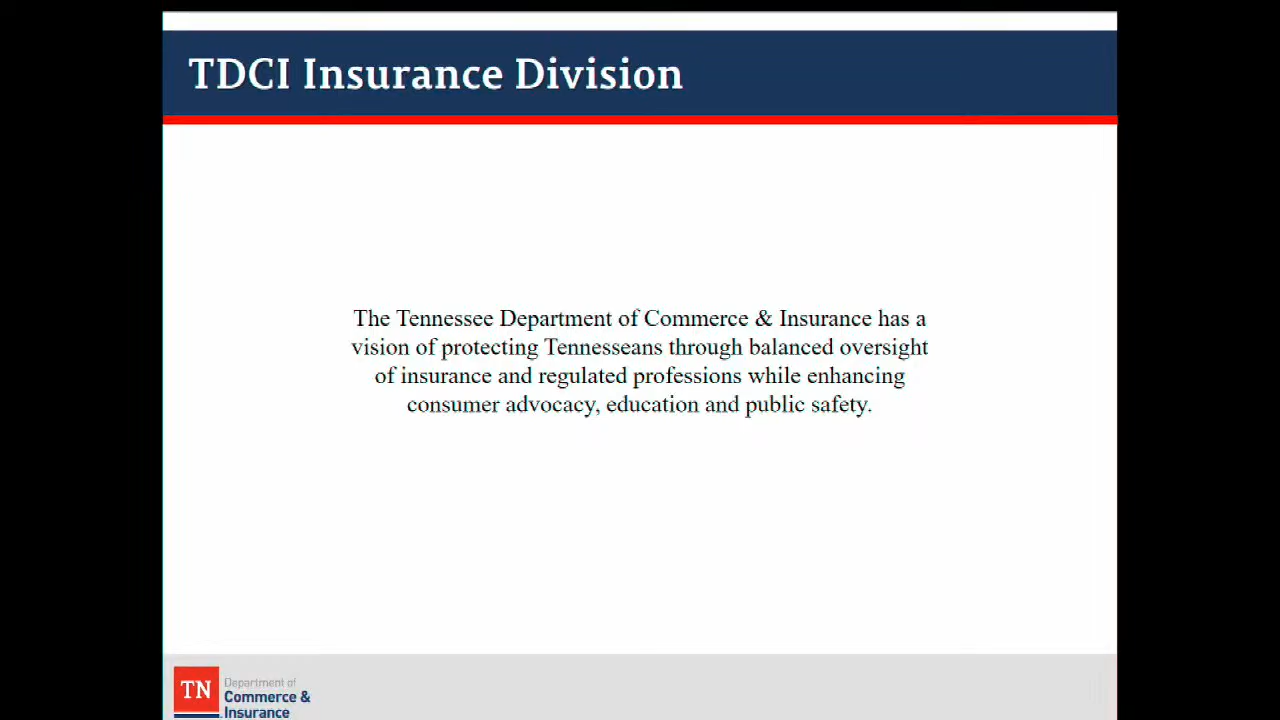 TDCI Insurance Division
The Tennessee Department of Commerce & Insurance has a
vision of protecting Tennesseans through balanced oversight
of insurance and regulated professions while enhancing
consumer advocacy, education and public safety.
TN
Department of
Commerce &
Insurance